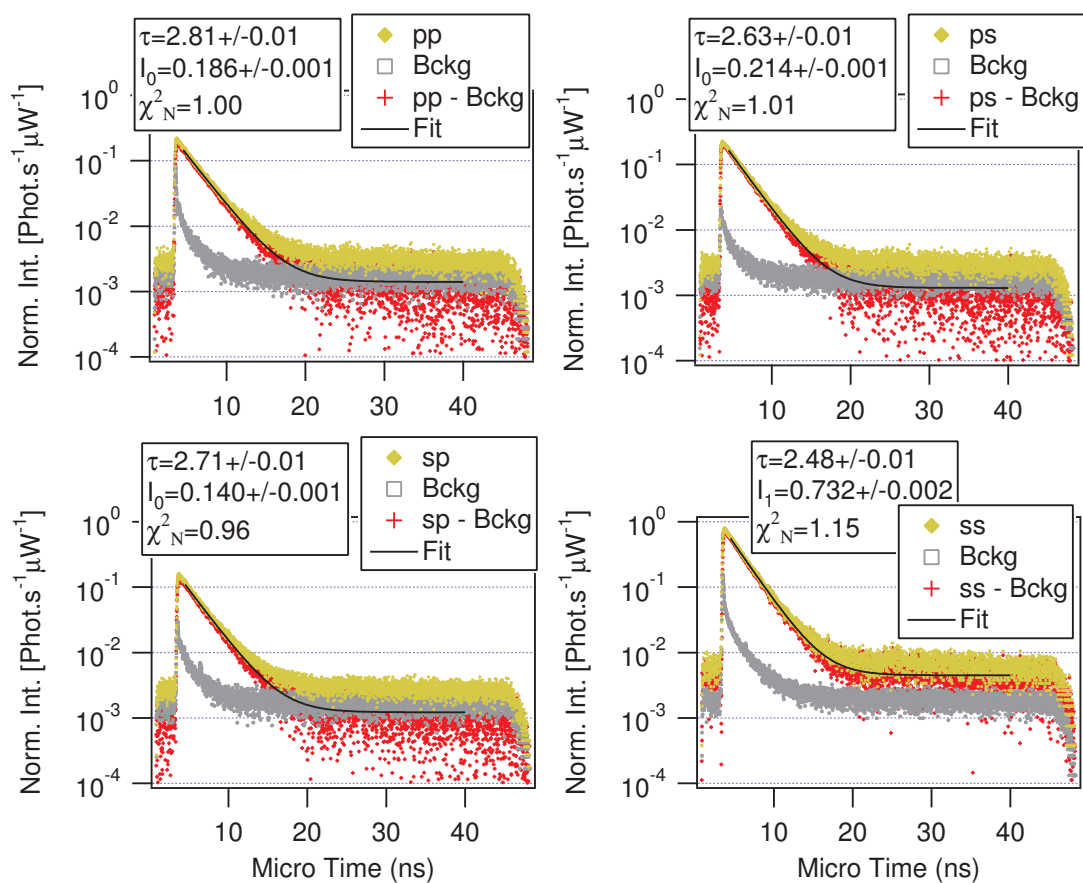 τ=2.81+/-0.01
I₀=0.186+/-0.001
χ²_N=1.00
pp
Bckg
pp - Bckg
Fit
Norm. Int. [Phot.s⁻¹µW⁻¹]
10⁰
10⁻¹
10⁻²
10⁻³
10⁻⁴
10 20 30 40
τ=2.63+/-0.01
I₀=0.214+/-0.001
χ²_N=1.01
ps
Bckg
ps - Bckg
Fit
Norm. Int. [Phot.s⁻¹µW⁻¹]
10⁰
10⁻¹
10⁻²
10⁻³
10⁻⁴
10 20 30 40
τ=2.71+/-0.01
I₀=0.140+/-0.001
χ²_N=0.96
sp
Bckg
sp - Bckg
Fit
Norm. Int. [Phot.s⁻¹µW⁻¹]
10⁰
10⁻¹
10⁻²
10⁻³
10⁻⁴
10 20 30 40
Micro Time (ns)
τ=2.48+/-0.01
I₁=0.732+/-0.002
χ²_N=1.15
ss
Bckg
ss - Bckg
Fit
Norm. Int. [Phot.s⁻¹µW⁻¹]
10⁰
10⁻¹
10⁻²
10⁻³
10⁻⁴
10 20 30 40
Micro Time (ns)